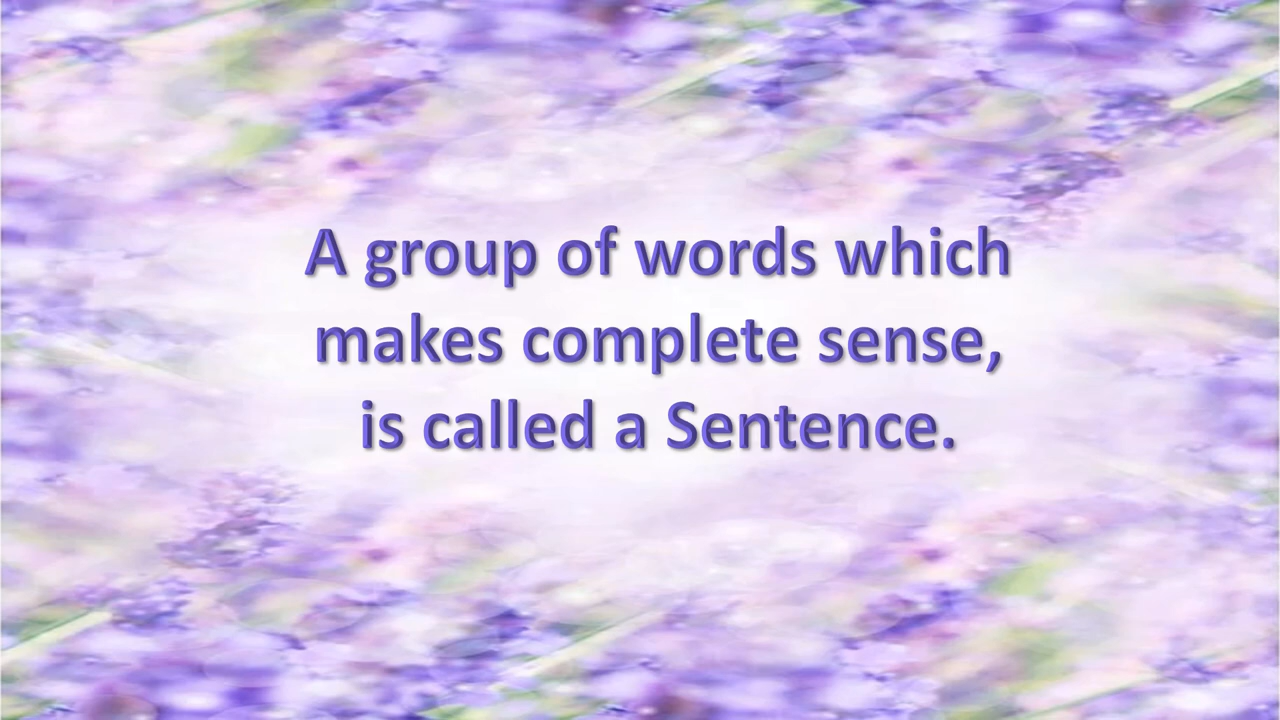 A group of words which
makes complete sense,
is called a Sentence.